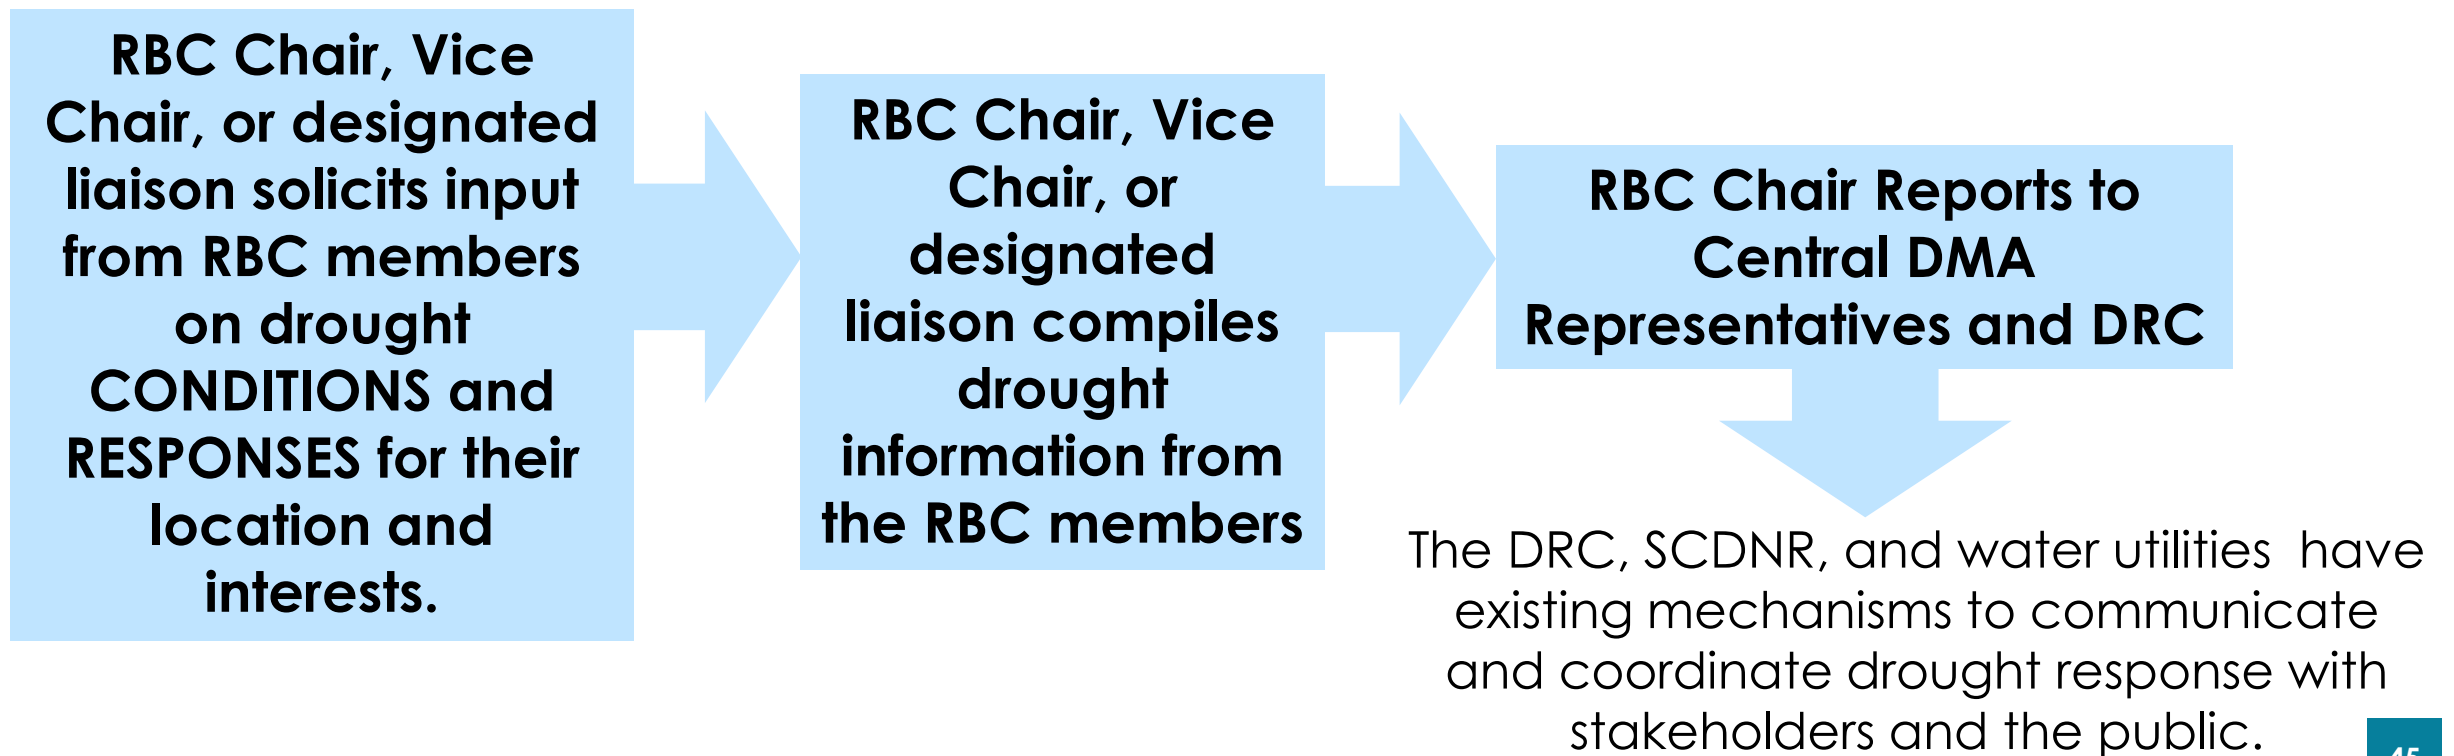 RBC Chair, Vice
Chair, or designated
liaison solicits input
from RBC members
on drought
CONDITIONS and
RESPONSES for their
location and
interests.
RBC Chair, Vice
Chair, or
designated
liaison compiles
drought
information from
the RBC members
RBC Chair Reports to
Central DMA
Representatives and DRC
The DRC, SCDNR, and water utilities  have
existing mechanisms to communicate
and coordinate drought response with
stakeholders and the public.